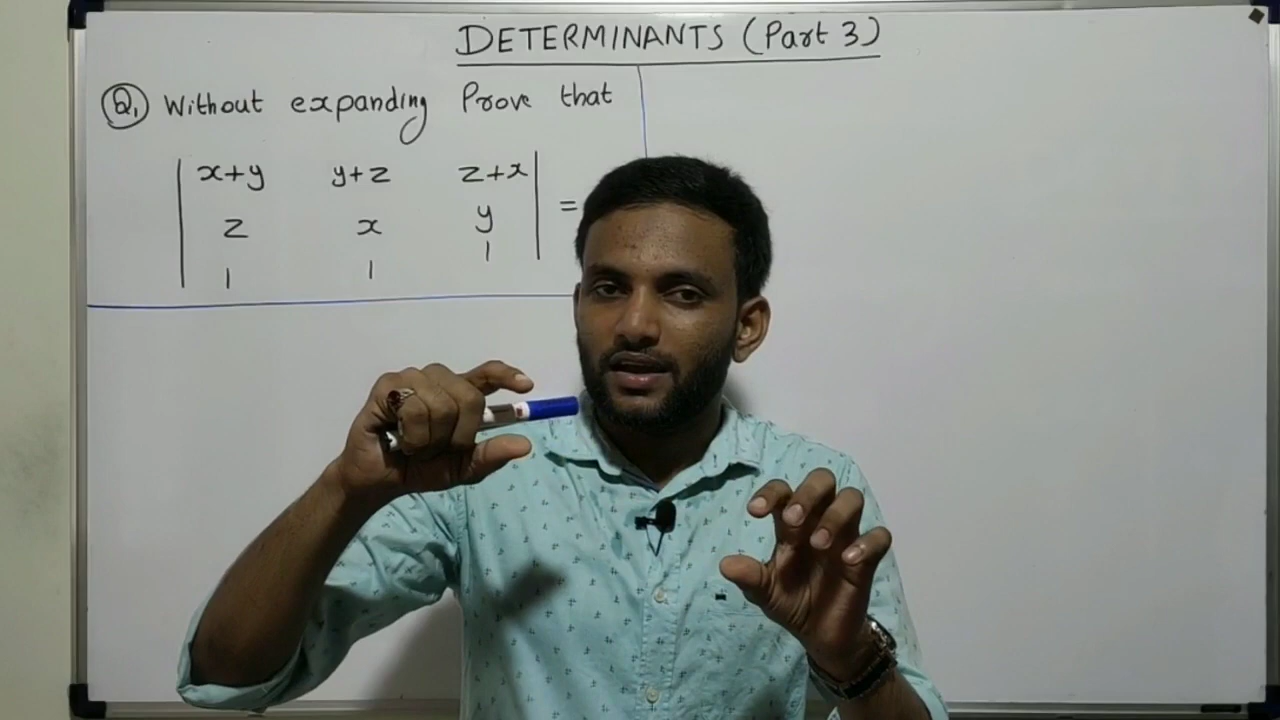 DETERMINANTS (Part 3)
Q1 Without expanding Prove that
x+y y+z z+x
z x y =
1 1 1